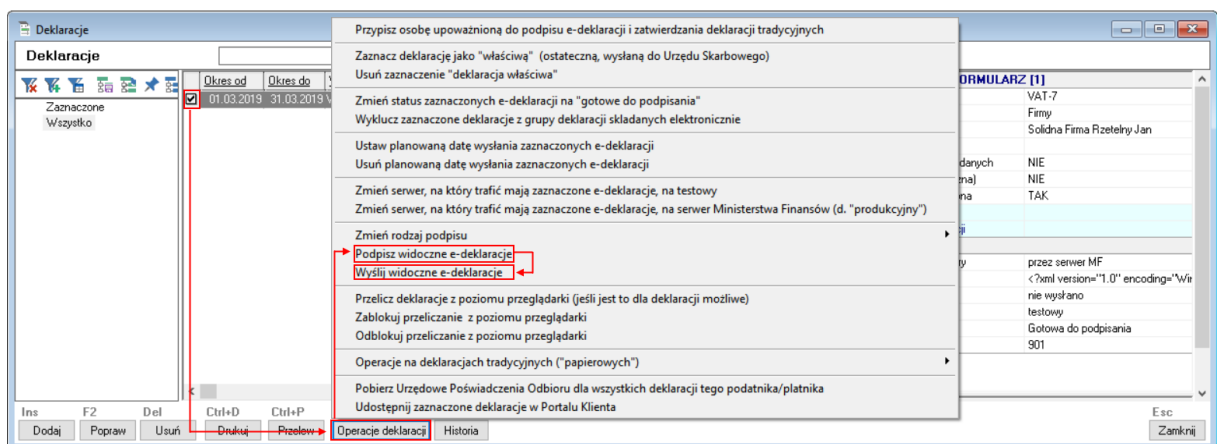 Deklaracje
Deklaracje
Okres od Okres do
01.03.2019 31.03.2019
Zaznaczone
Wszystko
Przypisz osobę upoważnioną do podpisu e-deklaracji i zatwierdzania deklaracji tradycyjnych
Zaznacz deklarację jako "właściwą" (ostateczną, wysłaną do Urzędu Skarbowego)
Usuń zaznaczenie "deklaracja właściwa"
Zmień status zaznaczonych e-deklaracji na "gotowe do podpisania"
Wyklucz zaznaczone deklaracje z grupy deklaracji składanych elektronicznie
Ustaw planowaną datę wysłania zaznaczonych e-deklaracji
Usuń planowaną datę wysłania zaznaczonych e-deklaracji
Zmień serwer, na który trafić mają zaznaczone e-deklaracje, na testowy
Zmień serwer, na który trafić mają zaznaczone e-deklaracje, na serwer Ministerstwa Finansów (d. "produkcyjny")
Zmień rodzaj podpisu
Podpisz widoczne e-deklaracje
Wyślij widoczne e-deklaracje
Przelicz deklaracje z poziomu przeglądarki (jeśli jest to dla deklaracji możliwe)
Zablokuj przeliczanie z poziomu przeglądarki
Odblokuj przeliczanie z poziomu przeglądarki
Operacje na deklaracjach tradycyjnych ("papierowych")
Pobierz Urzędowe Poświadczenia Odbioru dla wszystkich deklaracji tego podatnika/płatnika
Udostępnij zaznaczone deklaracje w Portalu Klienta
ORMULARZ [1]
VAT-7
Firmy
Solidna Firma Rzetelny Jan
danych NIE
zna) NIE
ona TAK
cji
ry przez serwer MF
<?xml version="1.0" encoding="Wir
nie wysłano
testowy
Gotowa do podpisania
901
Ins F2 Del Ctrl+D Ctrl+P Esc
Dodaj Popraw Usuń Drukuj Przelew Operacje deklaracji Historia Zamknij